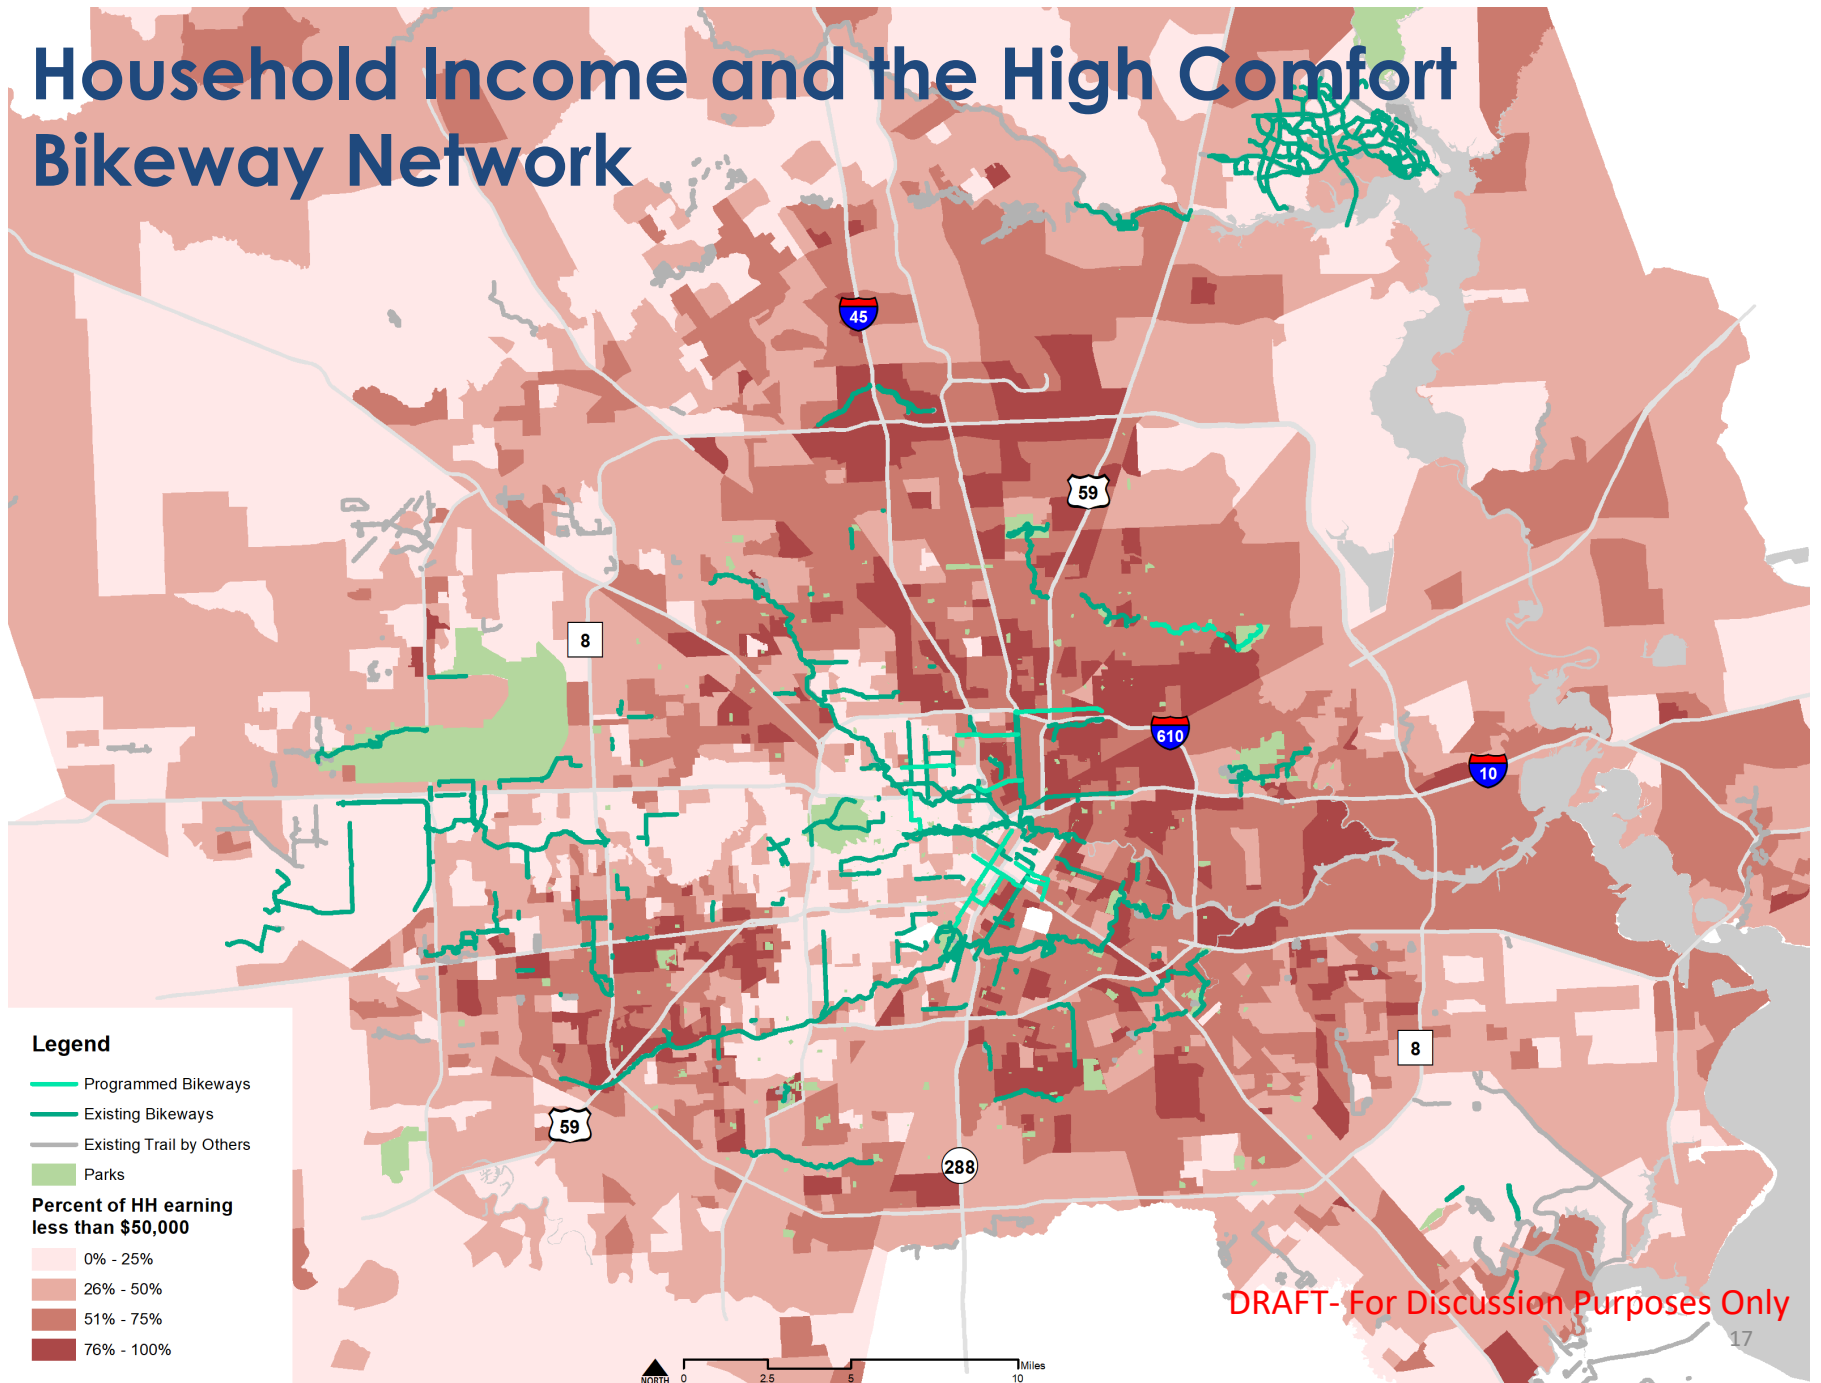 Household Income and the High Comfort
Bikeway Network
45
59
8
610
10
8
59
288
Legend
Programmed Bikeways
Existing Bikeways
Existing Trail by Others
Parks
Percent of HH earning
less than $50,000
0% - 25%
26% - 50%
51% - 75%
76% - 100%
DRAFT- For Discussion Purposes Only
17
NORTH
0 2.5 5 10 Miles